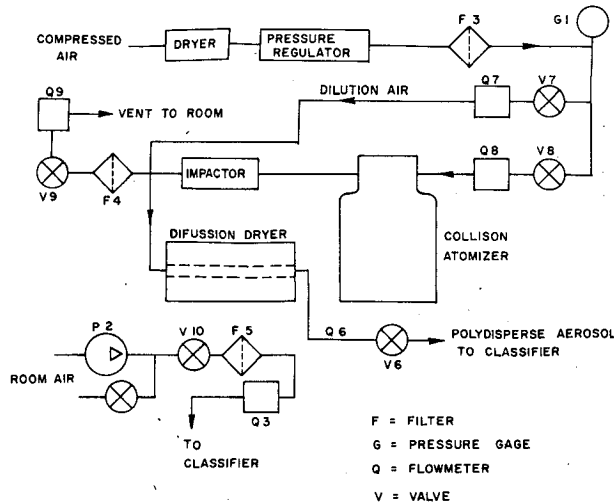 COMPRESSED
AIR
DRYER
PRESSURE
REGULATOR
F 3
G1
DILUTION AIR
Q7
V7
Q9
VENT TO ROOM
V9
F4
IMPACTOR
Q8
V8
COLLISON
ATOMIZER
DIFUSSION DRYER
Q6
V6
POLYDISPERSE AEROSOL
TO CLASSIFIER
P 2
ROOM AIR
V 10
F 5
Q3
TO
CLASSIFIER
F = FILTER
G = PRESSURE GAGE
Q = FLOWMETER
V = VALVE